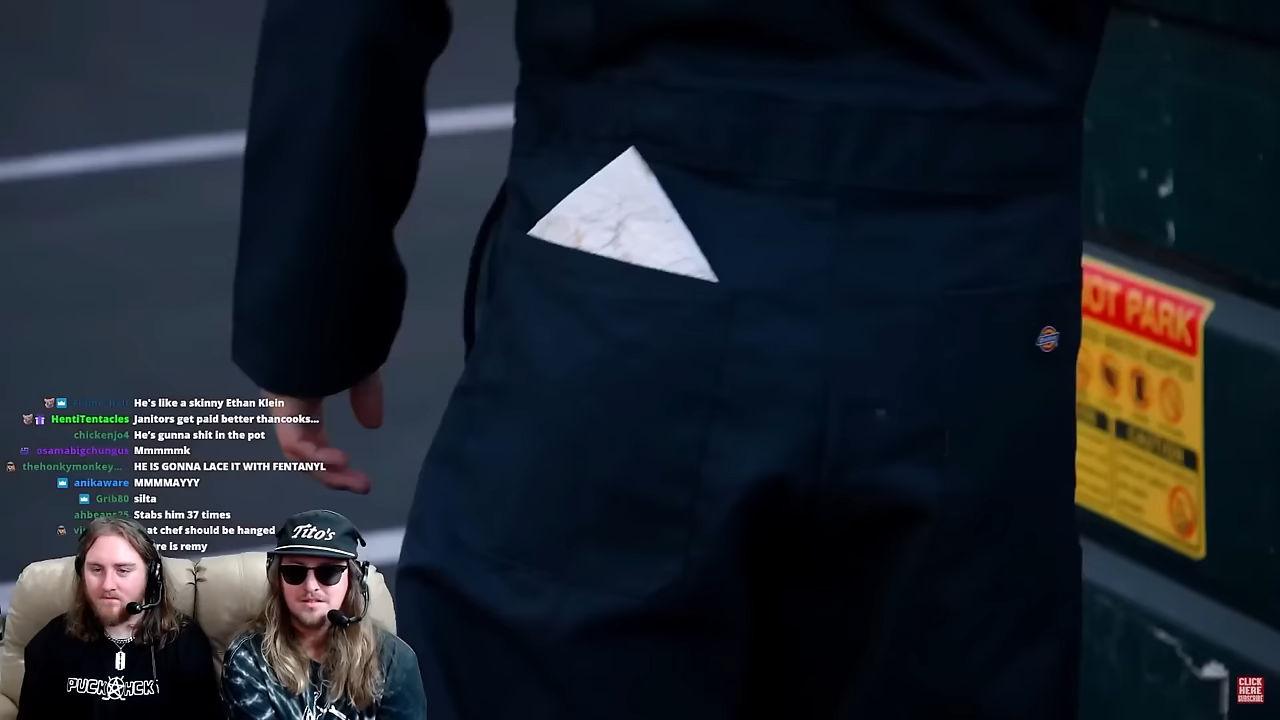 He's like a skinny Ethan Klein
HentiTentacles Janitors get paid better thancooks...
chickenjo4 He's gunna shit in the pot
osamabigchungus Mmmmmk
thehonkymonkey... HE IS GONNA LACE IT WITH FENTANYL
anikaware MMMMAYYY
Grib80 silta
ahbeans25 Stabs him 37 times
at chef should be hanged
re is remy
OT PARK
Tito's
CLICK
HERE
SUBSCRIBE